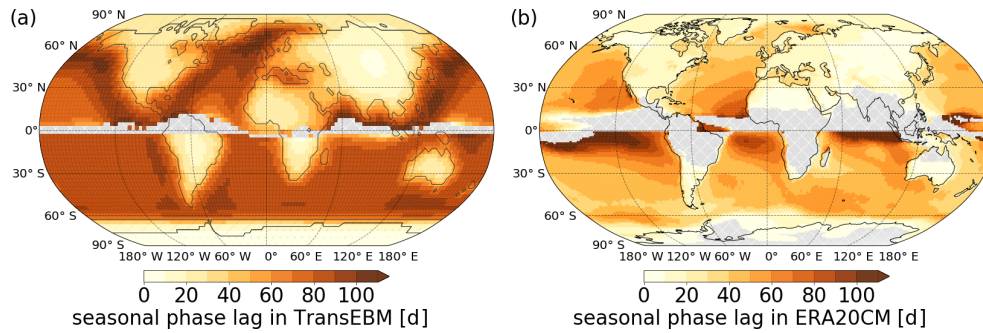 (a)
90° N
60° N
30° N
0°
30° S
60° S
90° S
180° W 120° W 60° W 0° 60° E 120° E 180° E
0 20 40 60 80 100
seasonal phase lag in TransEBM [d]
(b)
90° N
60° N
30° N
0°
30° S
60° S
90° S
180° W 120° W 60° W 0° 60° E 120° E 180° E
0 20 40 60 80 100
seasonal phase lag in ERA20CM [d]